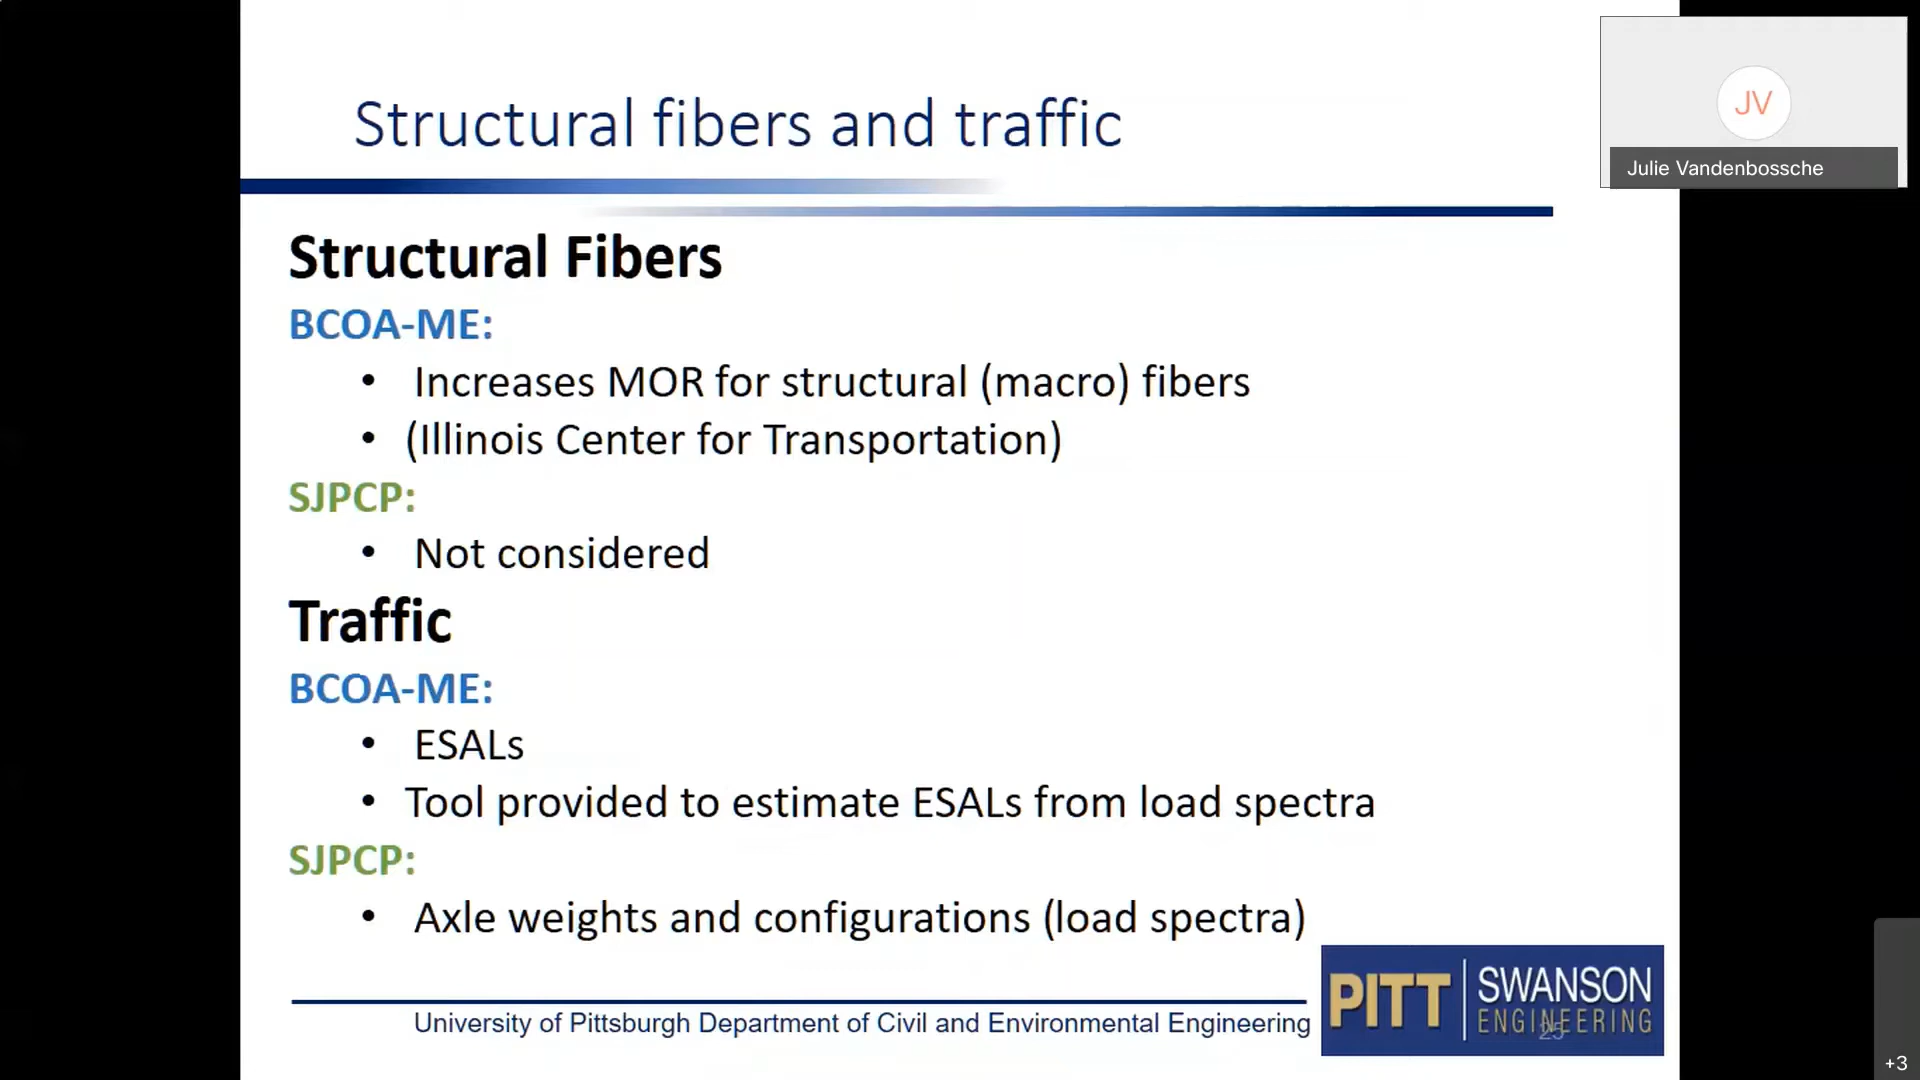 Structural fibers and traffic
JV
Julie Vandenbossche
Structural Fibers
BCOA-ME:
• Increases MOR for structural (macro) fibers
• (Illinois Center for Transportation)
SJPCP:
• Not considered
Traffic
BCOA-ME:
• ESALs
• Tool provided to estimate ESALs from load spectra
SJPCP:
• Axle weights and configurations (load spectra)
University of Pittsburgh Department of Civil and Environmental Engineering
PITT
SWANSON
ENGINEERING
+3